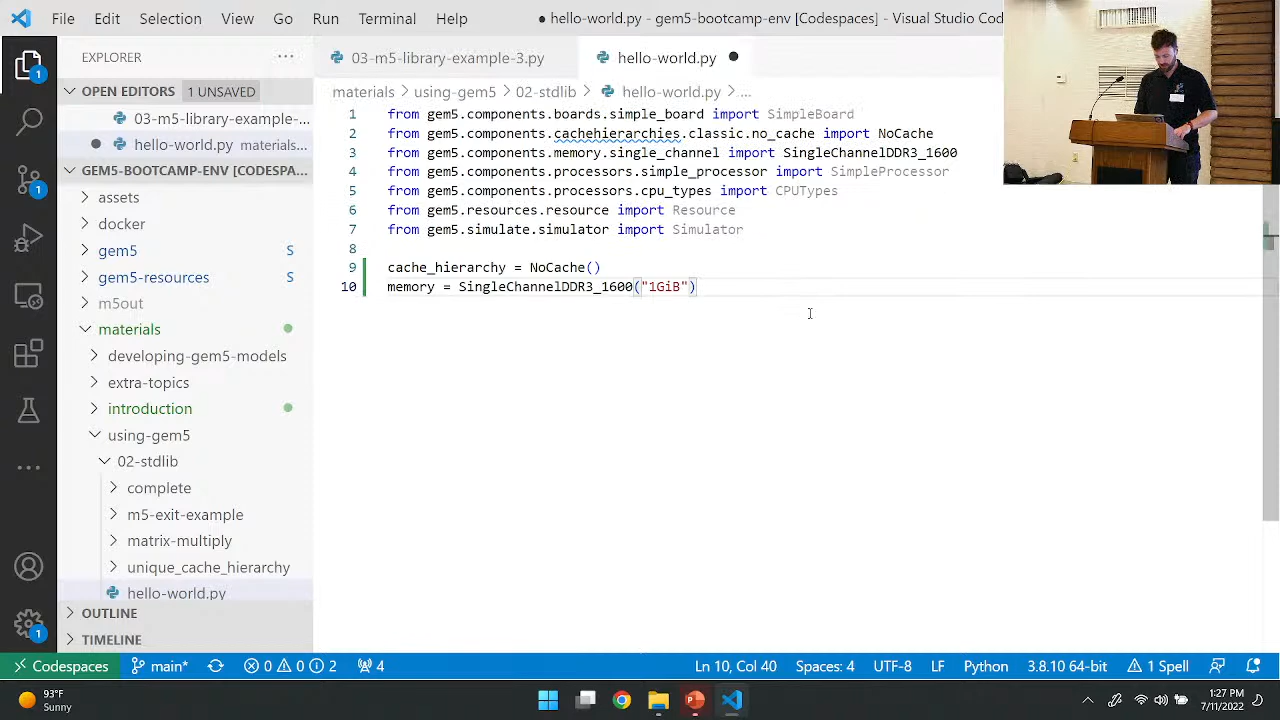 File Edit Selection View Go Run Terminal Help
● hello-world.py - gem5-bootcamp-env [Codespaces] - Visual Studio Cod
EXPLORER
03-m5-library-example-3.py
hello-world.py ●
OPEN EDITORS 1 UNSAVED
materials > using-gem5 > 02-stdlib > hello-world.py > ...
03-m5-library-example-...
hello-world.py materials...
GEM5-BOOTCAMP-ENV [CODESPA...
assets
docker
gem5 S
gem5-resources S
m5out
materials
developing-gem5-models
extra-topics
introduction
using-gem5
02-stdlib
complete
m5-exit-example
matrix-multiply
unique_cache_hierarchy
hello-world.py
OUTLINE
TIMELINE
1 from gem5.components.boards.simple_board import SimpleBoard
2 from gem5.components.cachehierarchies.classic.no_cache import NoCache
3 from gem5.components.memory.single_channel import SingleChannelDDR3_1600
4 from gem5.components.processors.simple_processor import SimpleProcessor
5 from gem5.components.processors.cpu_types import CPUTypes
6 from gem5.resources.resource import Resource
7 from gem5.simulate.simulator import Simulator
8
9 cache_hierarchy = NoCache()
10 memory = SingleChannelDDR3_1600("1GiB")
1
1
1
Codespaces main* 0 0 2 4 Ln 10, Col 40 Spaces: 4 UTF-8 LF Python 3.8.10 64-bit 1 Spell
93°F
Sunny
1:27 PM
7/11/2022